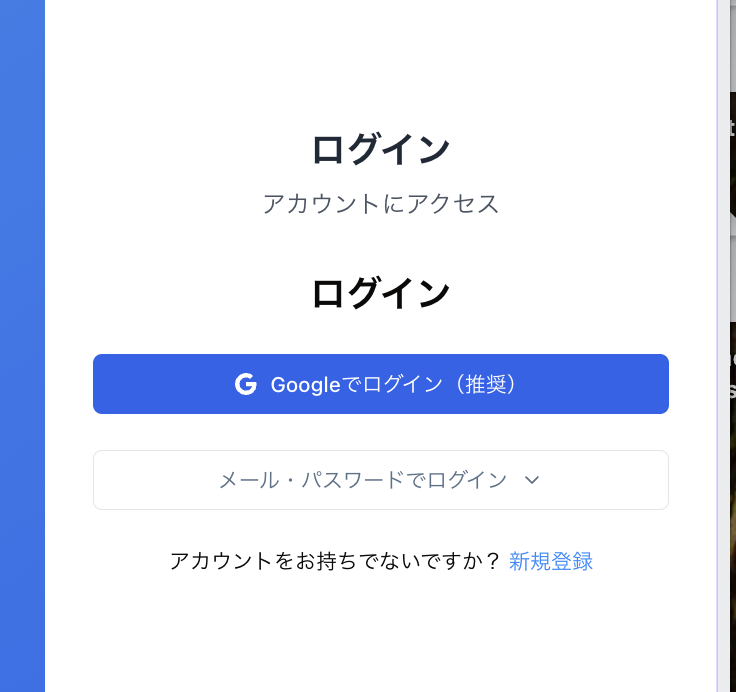 ログイン
アカウントにアクセス
ログイン
Googleでログイン（推奨）
メール・パスワードでログイン
アカウントをお持ちでないですか？ 新規登録